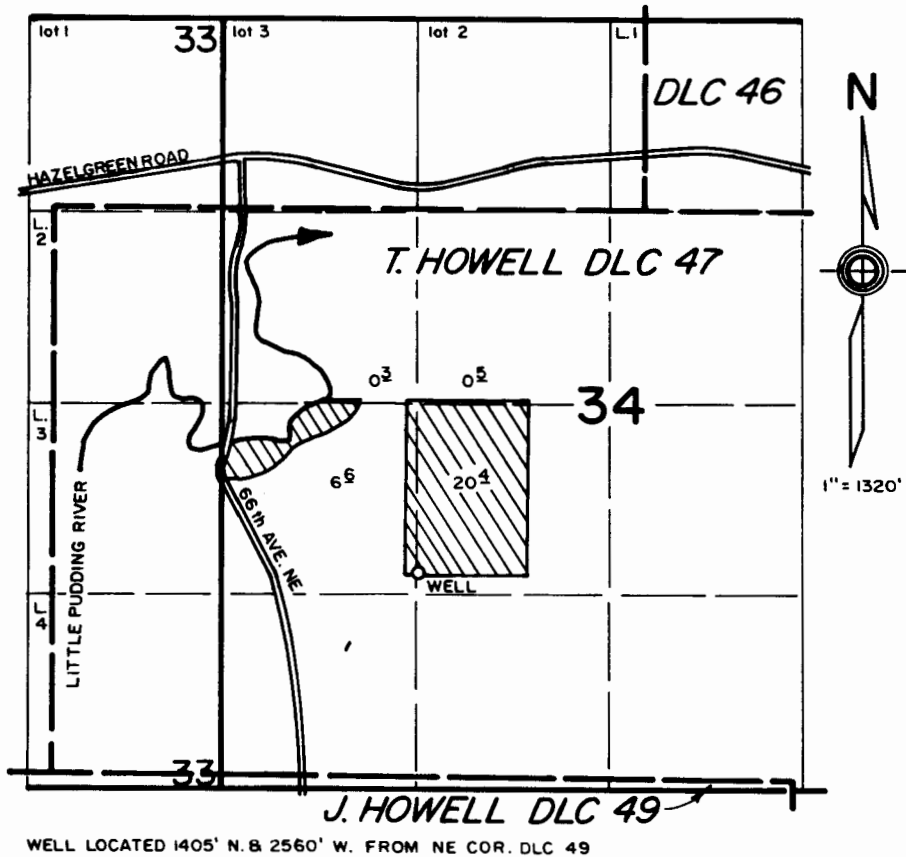 33
lot 1
lot 3
lot 2
L.1
DLC 46
N
HAZELGREEN ROAD
L.2
T. HOWELL DLC 47
0 3
0 5
34
L.3
6 6
20 4
1" = 1320'
66th AVE. NE
WELL
L4
LITTLE PUDDING RIVER
33
J. HOWELL DLC 49
WELL LOCATED 1405' N. & 2560' W. FROM NE COR. DLC 49